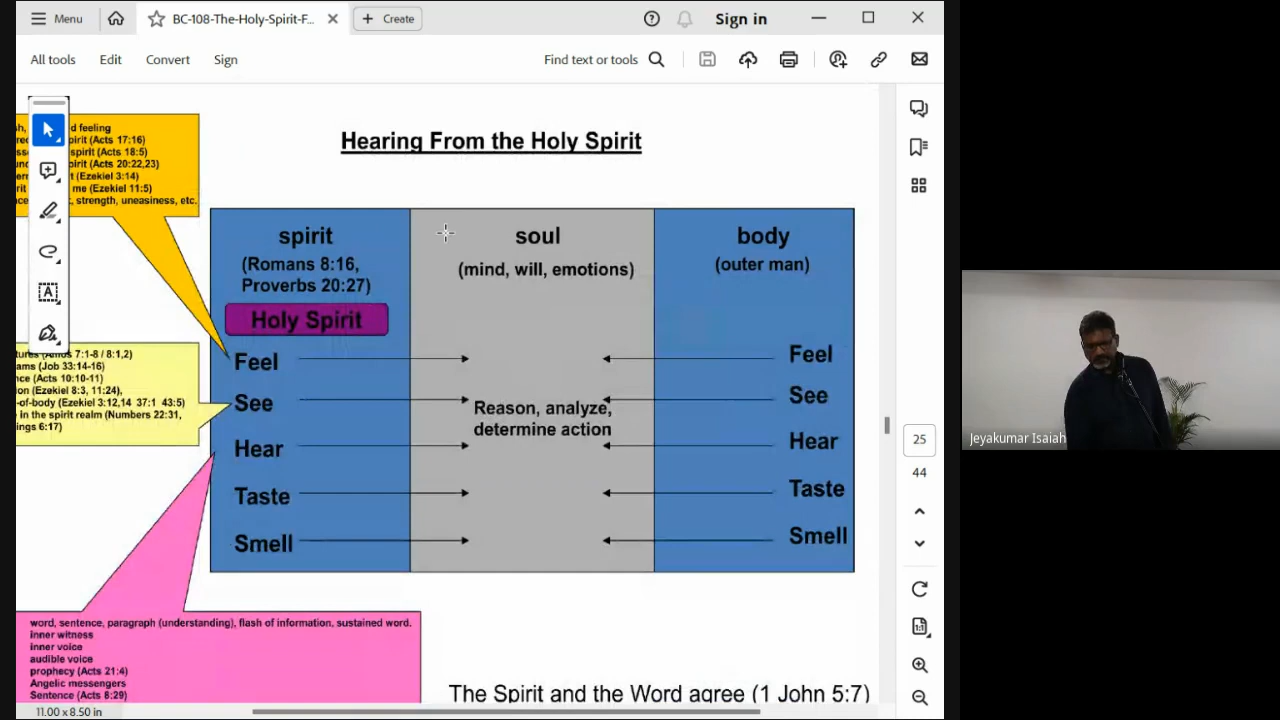 Menu
BC-108-The-Holy-Spirit-F...
Create
Sign in
All tools
Edit
Convert
Sign
Find text or tools
d feeling
pirit (Acts 17:16)
spirit (Acts 18:5)
pirit (Acts 20:22,23)
t (Ezekiel 3:14)
me (Ezekiel 11:5)
, strength, uneasiness, etc.
Hearing From the Holy Spirit
spirit
(Romans 8:16,
Proverbs 20:27)
Holy Spirit
Feel
See
Hear
Taste
Smell
soul
(mind, will, emotions)
Reason, analyze,
determine action
body
(outer man)
Feel
See
Hear
Taste
Smell
7:1-8 / 8:1,2)
ams (Job 33:14-16)
nce (Acts 10:10-11)
ion (Ezekiel 8:3, 11:24),
-of-body (Ezekiel 3:12,14 37:1 43:5)
in the spirit realm (Numbers 22:31,
ings 6:17)
word, sentence, paragraph (understanding), flash of information, sustained word.
inner witness
inner voice
audible voice
prophecy (Acts 21:4)
Angelic messengers
Sentence (Acts 8:29)
The Spirit and the Word agree (1 John 5:7)
25
44
11.00 x 8.50 in
Jeyakumar Isaiah